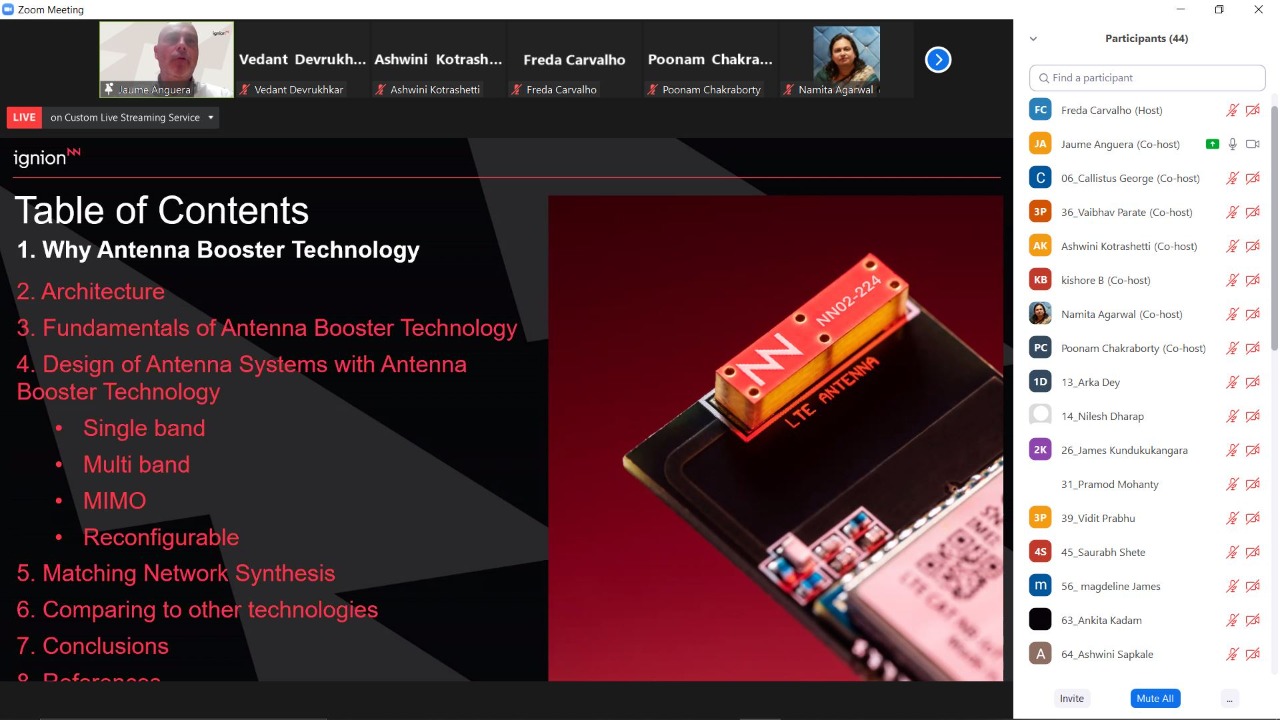 Zoom Meeting
ignion
Jaume Anguera
Vedant Devrukh...
Vedant Devrukhkar
Ashwini Kotrash...
Ashwini Kotrashetti
Freda Carvalho
Freda Carvalho
Poonam Chakra...
Poonam Chakraborty
Namita Agarwal
LIVE
on Custom Live Streaming Service
ignion
Table of Contents
1. Why Antenna Booster Technology
2. Architecture
3. Fundamentals of Antenna Booster Technology
4. Design of Antenna Systems with Antenna
Booster Technology
• Single band
• Multi band
• MIMO
• Reconfigurable
5. Matching Network Synthesis
6. Comparing to other technologies
7. Conclusions
8. References
NN02-224
LTE ANTENNA
LTE CAT
Participants (44)
Find a participant
FC Freda Carvalho (Host)
JA Jaume Anguera (Co-host)
C 06_Callistus George (Co-host)
3P 36_Vaibhav Parate (Co-host)
AK Ashwini Kotrashetti (Co-host)
KB kishore B (Co-host)
Namita Agarwal (Co-host)
PC Poonam Chakraborty (Co-host)
1D 13_Arka Dey
14_Nilesh Dharap
2K 26_James Kundukukangara
31_Pramod Mohanty
3P 39_Vidit Prabhu
4S 45_Saurabh Shete
m 56_ magdeline James
63_Ankita Kadam
A 64_Ashwini Sapkale
Invite
Mute All
...